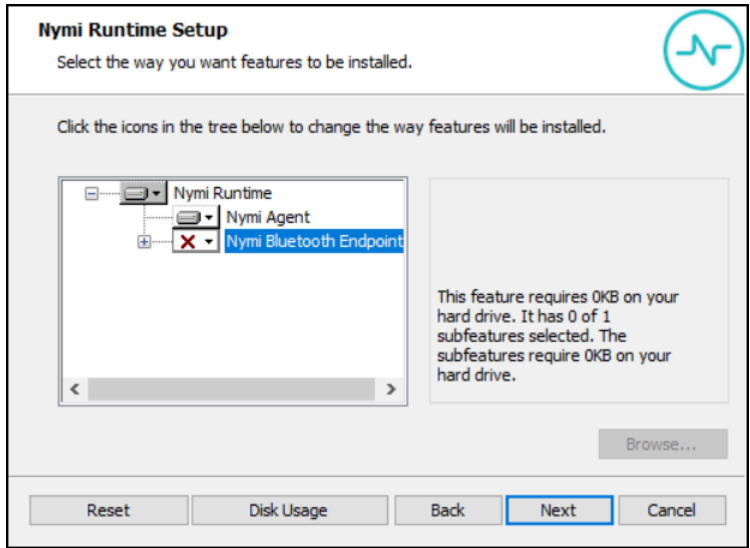 Nymi Runtime Setup
Select the way you want features to be installed.
Click the icons in the tree below to change the way features will be installed.
Nymi Runtime
Nymi Agent
Nymi Bluetooth Endpoint
This feature requires 0KB on your
hard drive. It has 0 of 1
subfeatures selected. The
subfeatures require 0KB on your
hard drive.
Browse...
Reset Disk Usage Back Next Cancel